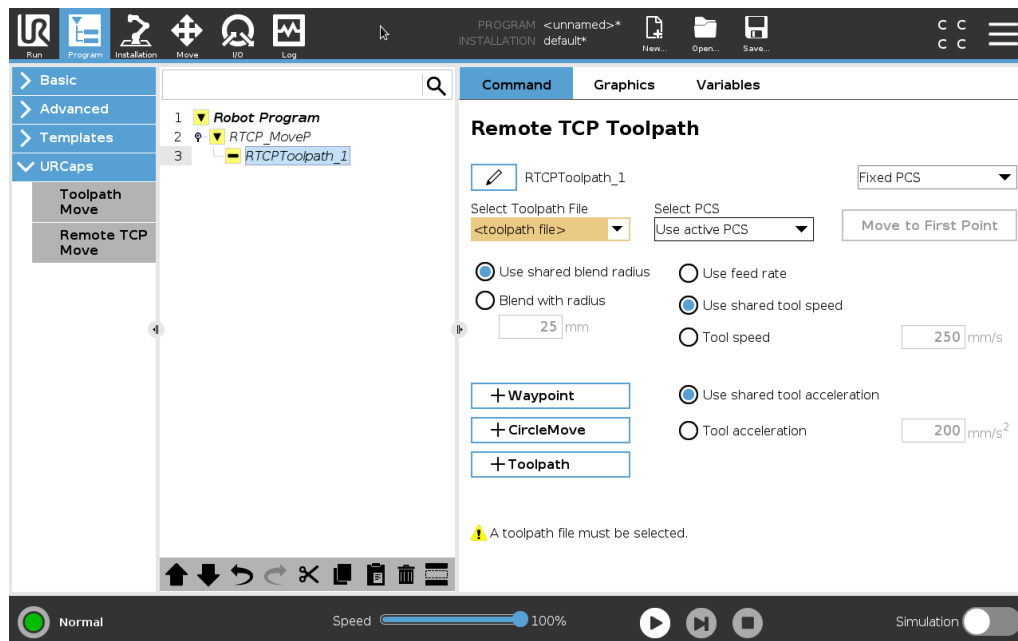 PROGRAM <unnamed>*
INSTALLATION default*
Run
Program
Installation
Move
I/O
Log
New...
Open...
Save...
C C
C C
Basic
Advanced
Templates
URCaps
Toolpath
Move
Remote TCP
Move
1 Robot Program
2 RTCP_MoveP
3 RTCPToolpath_1
Command Graphics Variables
Remote TCP Toolpath
RTCPToolpath_1 Fixed PCS
Select Toolpath File Select PCS
<toolpath file> Use active PCS Move to First Point
Use shared blend radius Use feed rate
Blend with radius Use shared tool speed
25 mm
Tool speed 250 mm/s
+ Waypoint Use shared tool acceleration
+ CircleMove Tool acceleration 200 mm/s²
+ Toolpath
A toolpath file must be selected.
Normal Speed 100% Simulation